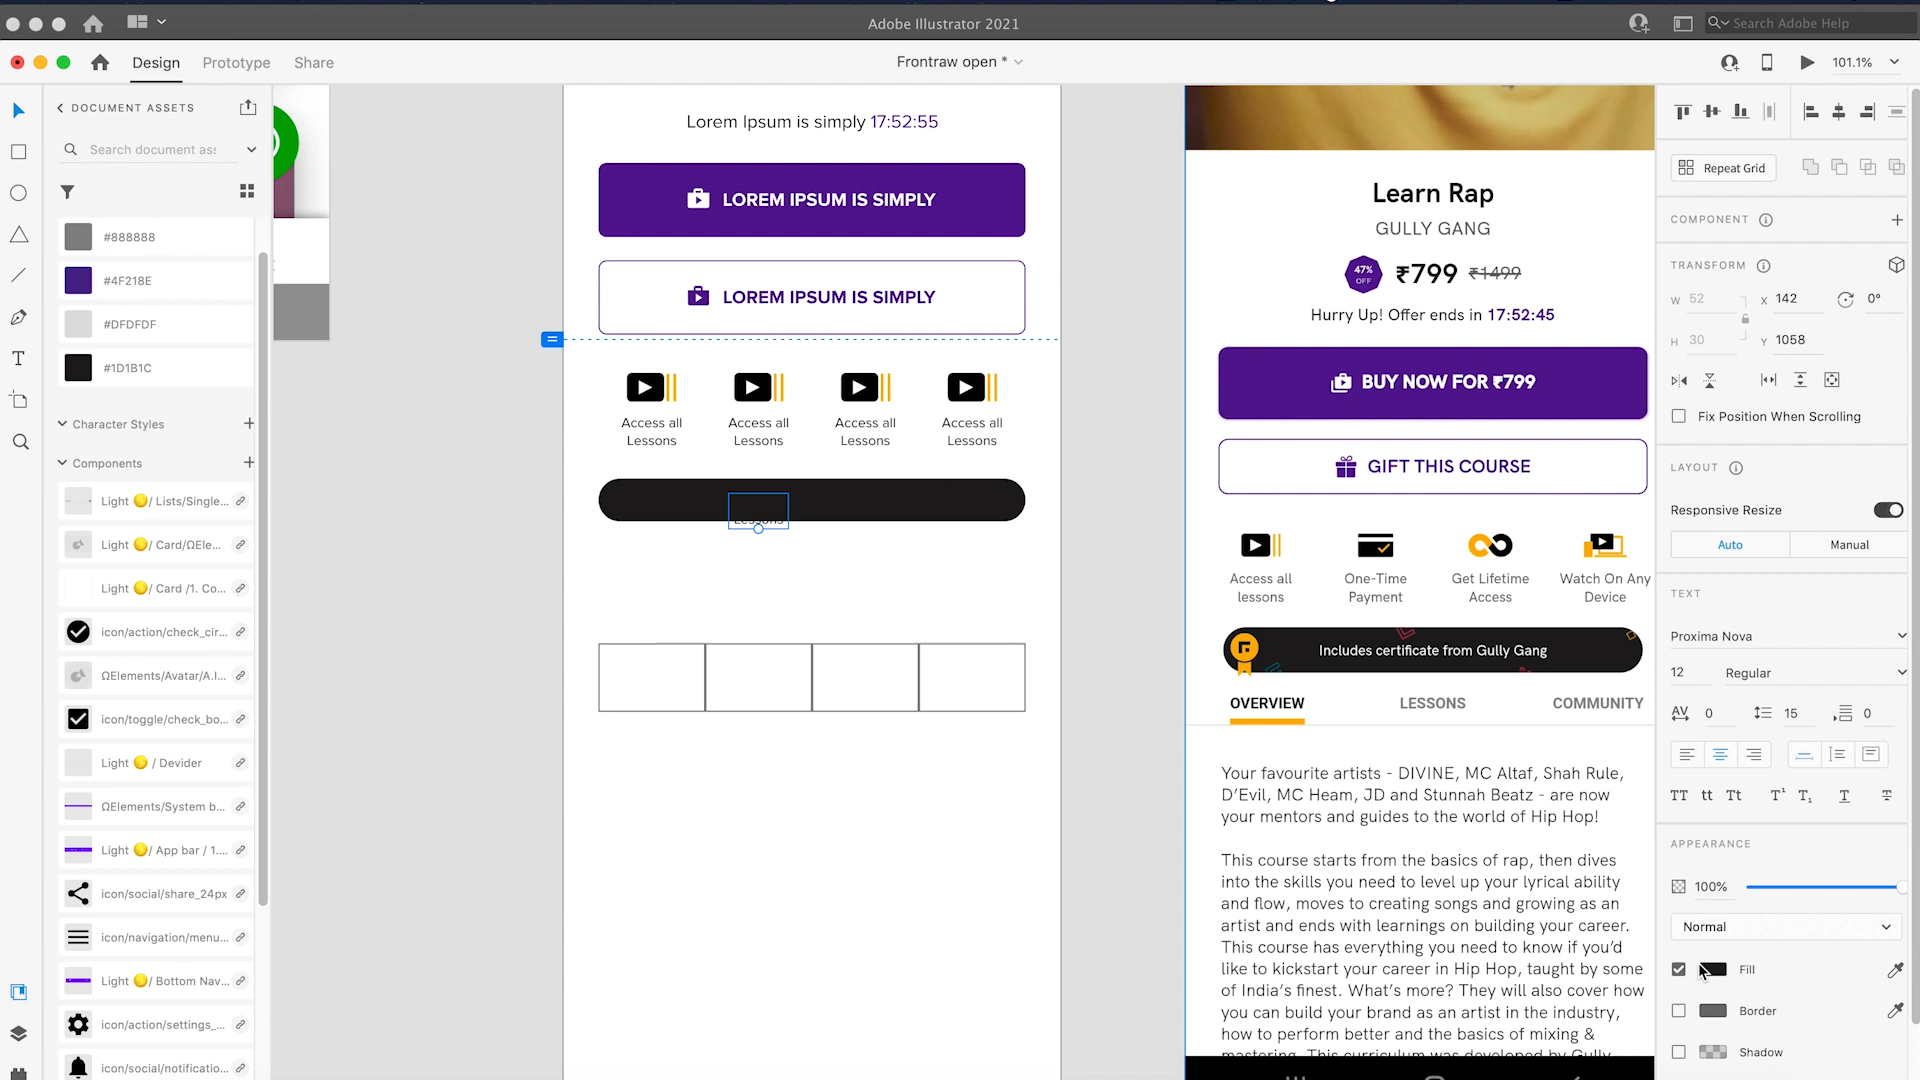 Adobe Illustrator 2021
Search Adobe Help
Design
Prototype
Share
Frontraw open *
101.1%
DOCUMENT ASSETS
Search document ass
#888888
#4F218E
#DFDFDF
#1D1B1C
Character Styles
Components
Light / Lists/Single...
Light / Card/ΩEle...
Light / Card /1. Co...
icon/action/check_cir...
ΩElements/Avatar/A.I...
icon/toggle/check_bo...
Light / Devider
ΩElements/System b...
Light / App bar / 1....
icon/social/share_24px
icon/navigation/menu...
Light / Bottom Nav...
icon/action/settings_...
icon/social/notificatio...
Lorem Ipsum is simply 17:52:55
LOREM IPSUM IS SIMPLY
LOREM IPSUM IS SIMPLY
Access all Lessons
Access all Lessons
Access all Lessons
Access all Lessons
Lessons
Learn Rap
GULLY GANG
47% OFF
₹799 ₹1499
Hurry Up! Offer ends in 17:52:45
BUY NOW FOR ₹799
GIFT THIS COURSE
Access all lessons
One-Time Payment
Get Lifetime Access
Watch On Any Device
Includes certificate from Gully Gang
OVERVIEW
LESSONS
COMMUNITY
Your favourite artists - DIVINE, MC Altaf, Shah Rule,
D'Evil, MC Heam, JD and Stunnah Beatz - are now
your mentors and guides to the world of Hip Hop!
This course starts from the basics of rap, then dives
into the skills you need to level up your lyrical ability
and flow, moves to creating songs and growing as an
artist and ends with learnings on building your career.
This course has everything you need to know if you'd
like to kickstart your career in Hip Hop, taught by some
of India's finest. What's more? They will also cover how
you can build your brand as an artist in the industry,
how to perform better and the basics of mixing &
mastering. This curriculum was developed by Gully
Repeat Grid
COMPONENT
TRANSFORM
W 52
X 142
0°
H 30
Y 1058
Fix Position When Scrolling
LAYOUT
Responsive Resize
Auto
Manual
TEXT
Proxima Nova
12
Regular
AV 0
15
0
TT tt Tt T¹ T₁ T T
APPEARANCE
100%
Normal
Fill
Border
Shadow